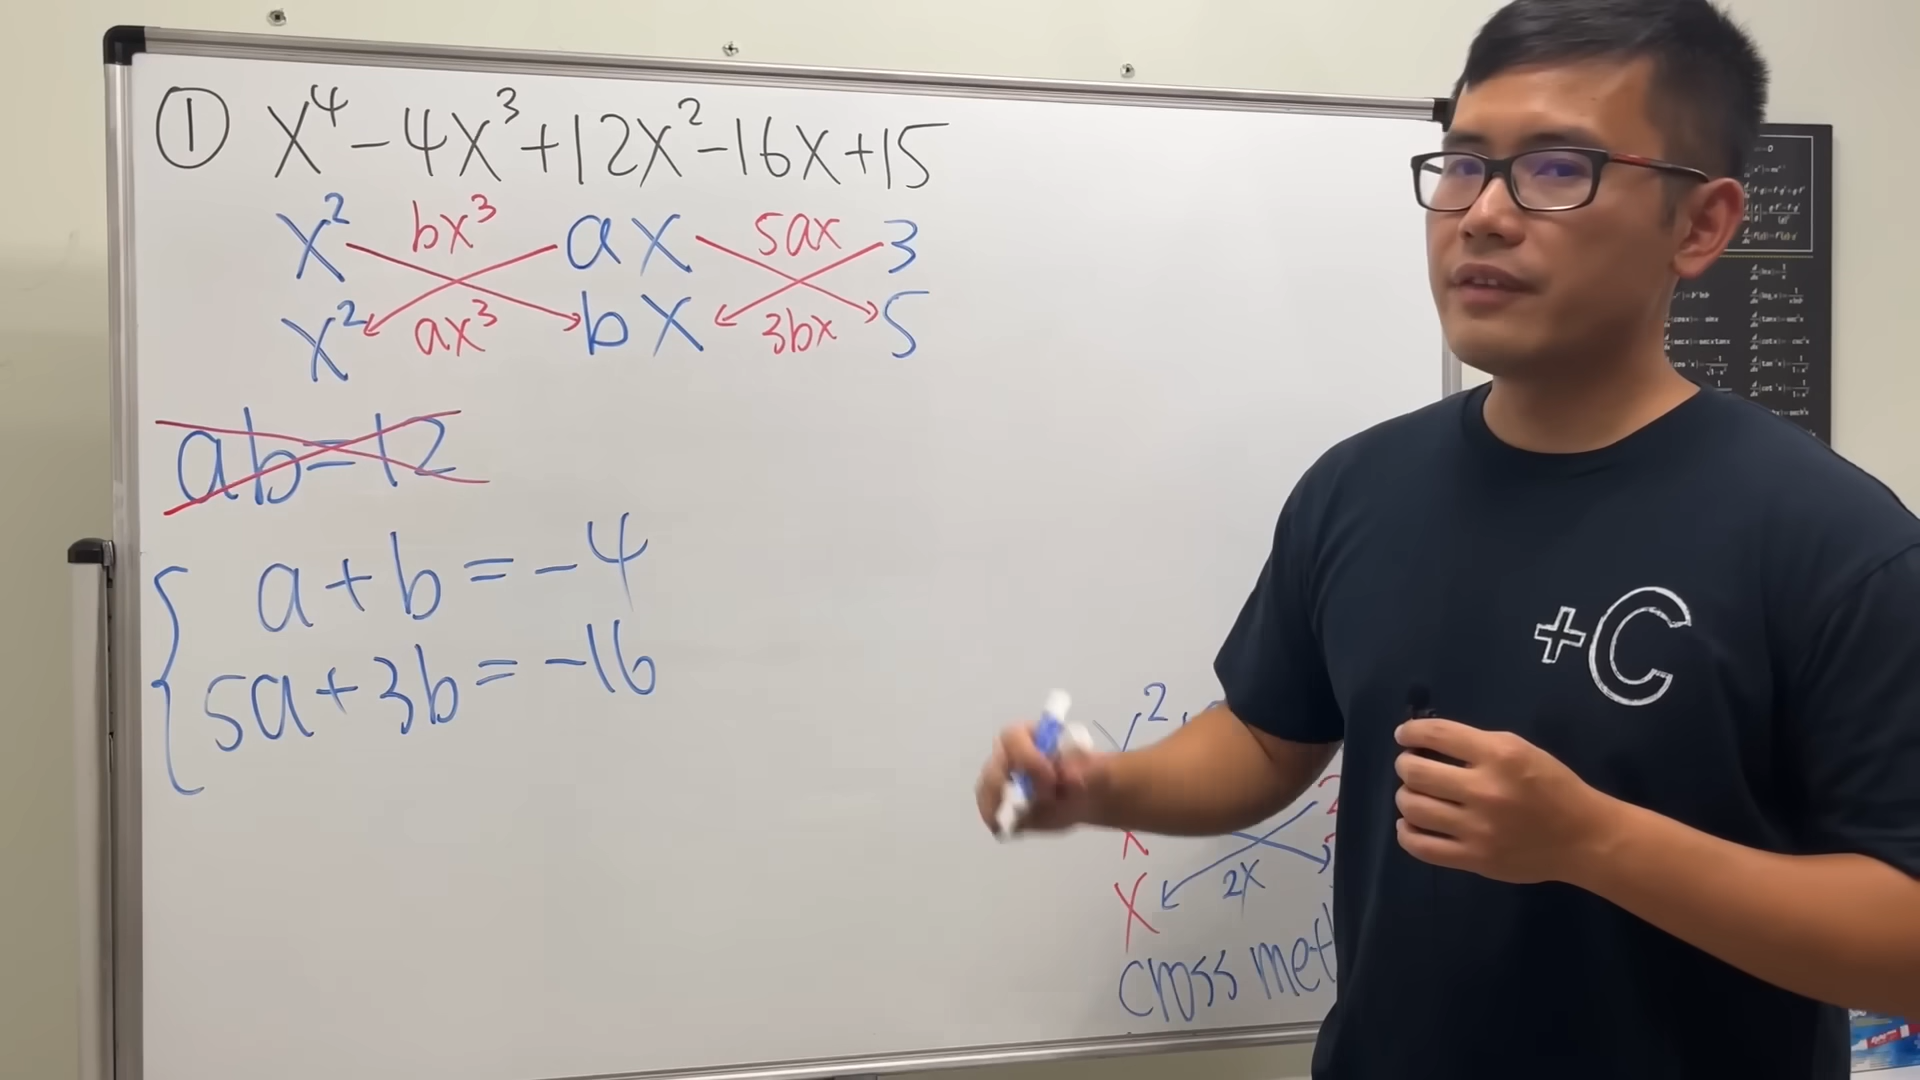 ① x⁴ - 4x³ + 12x² - 16x + 15
x² bx³ ax 5ax 3
x² ax³ bx 3bx 5
ab = 12
a + b = -4
5a + 3b = -16
+C
2x
x
cross met